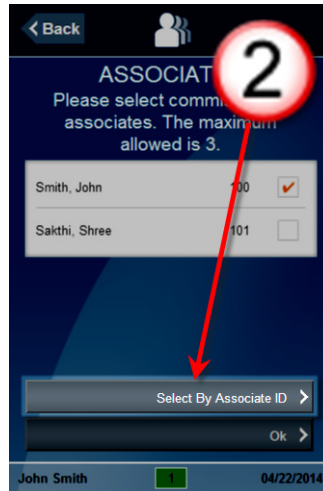 Back
2
ASSOCIAT
Please select comm
associates. The maximum
allowed is 3.
Smith, John 100
Sakthi, Shree 101
Select By Associate ID
Ok
John Smith 1 04/22/2014